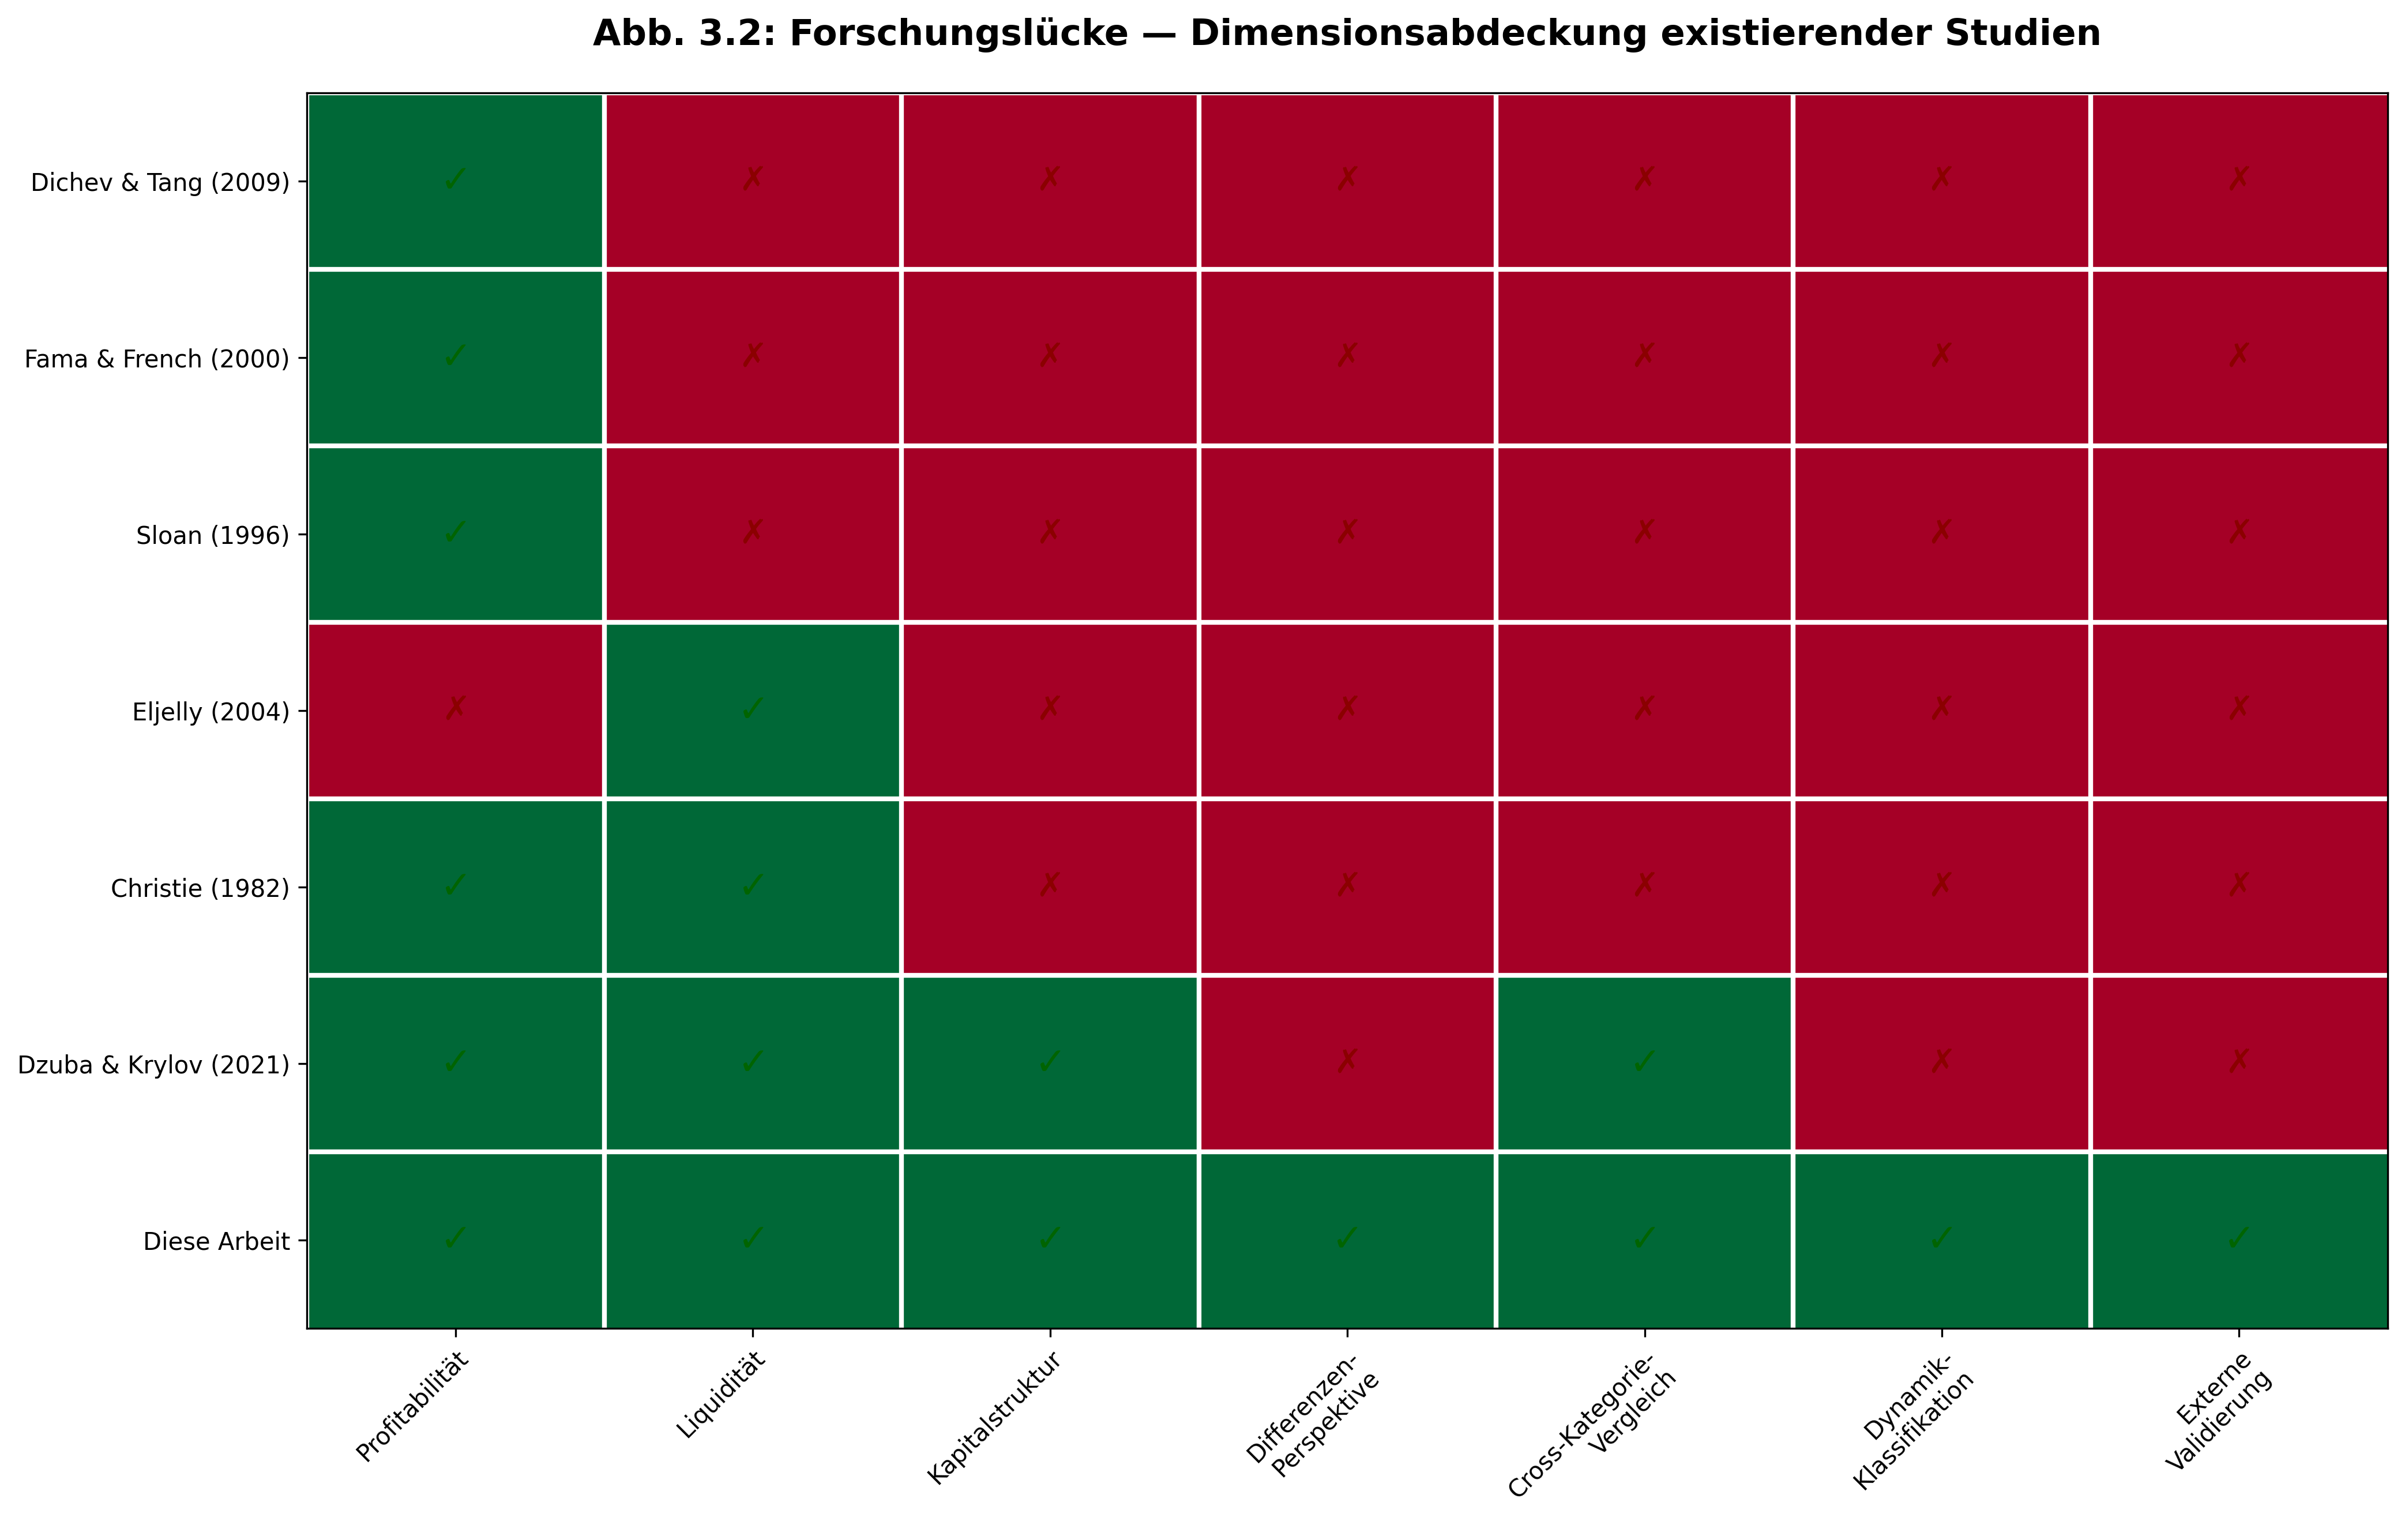 Abb. 3.2: Forschungslücke — Dimensionsabdeckung existierender Studien
Dichev & Tang (2009) ✓ ✗ ✗ ✗ ✗ ✗ ✗
Fama & French (2000) ✓ ✗ ✗ ✗ ✗ ✗ ✗
Sloan (1996) ✓ ✗ ✗ ✗ ✗ ✗ ✗
Eljelly (2004) ✗ ✓ ✗ ✗ ✗ ✗ ✗
Christie (1982) ✓ ✓ ✗ ✗ ✗ ✗ ✗
Dzuba & Krylov (2021) ✓ ✓ ✓ ✗ ✓ ✗ ✗
Diese Arbeit ✓ ✓ ✓ ✓ ✓ ✓ ✓
Profitabilität
Liquidität
Kapitalstruktur
Differenzen-
Perspektive
Cross-Kategorie-
Vergleich
Dynamik-
Klassifikation
Externe
Validierung